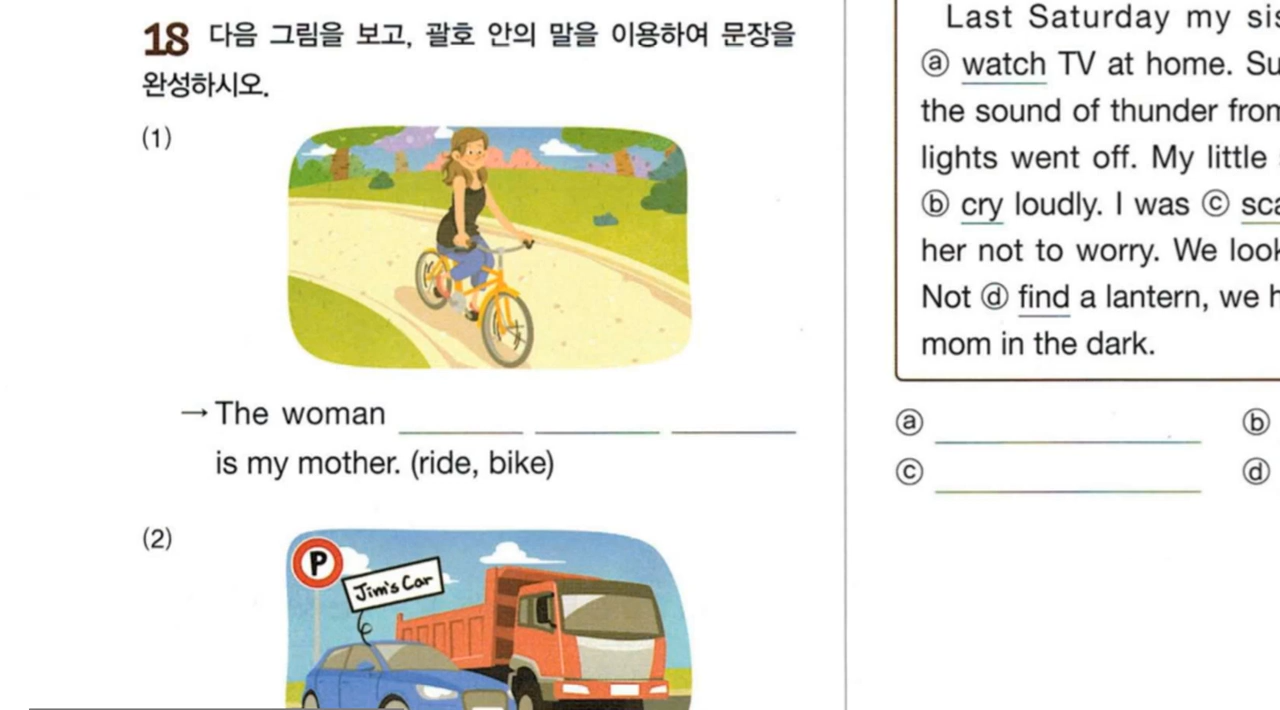 18 다음 그림을 보고, 괄호 안의 말을 이용하여 문장을
완성하시오.
(1)
→ The woman
is my mother. (ride, bike)
(2)
P
Jim's Car
Last Saturday my
ⓐ watch TV at home.
the sound of thunder
lights went off. My little
ⓑ cry loudly. I was ⓒ
her not to worry. We
Not ⓓ find a lantern, we
mom in the dark.
ⓐ ⓑ
ⓒ ⓓ